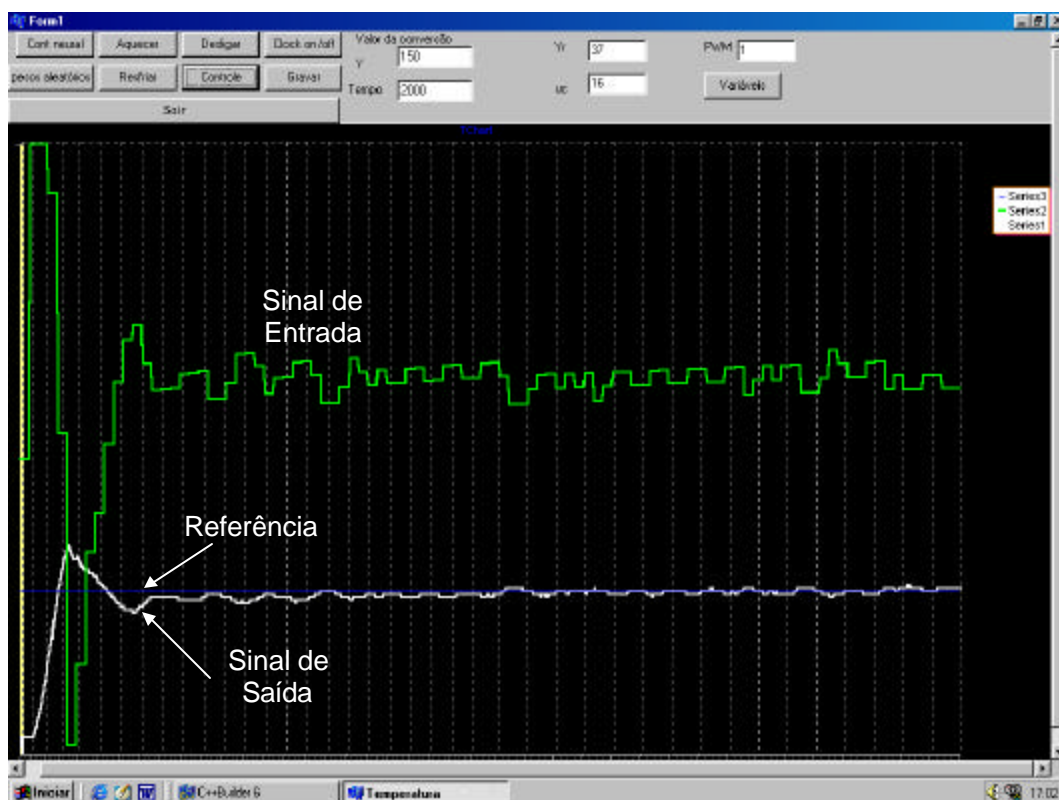 Form1
Cont neural
Aquecer
Desligar
Clock on/off
Valor da conversão
Y
150
Yr
37
PWM
1
pesos aleatórios
Resfriar
Controle
Gravar
Tempo
2000
uc
16
Variáveis
Sair
TChart
Series3
Series2
Series1
Sinal de
Entrada
Referência
Sinal de
Saída
Iniciar
C++Builder 6
Temperatura
17:02